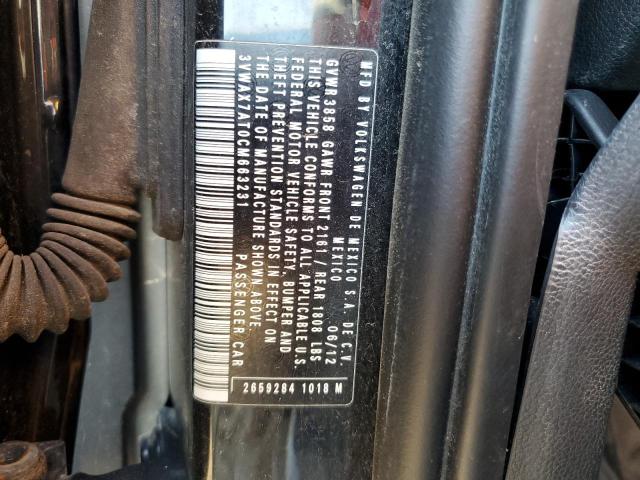 MFD BY VOLKSWAGEN DE MEXICO S.A. DE C.V.
MEXICO 06/12
GVWR 3858 GAWR FRONT 2161 / REAR 1808 LBS
THIS VEHICLE CONFORMS TO ALL APPLICABLE U.S.
FEDERAL MOTOR VEHICLE SAFETY, BUMPER AND
THEFT PREVENTION STANDARDS IN EFFECT ON
THE DATE OF MANUFACTURE SHOWN ABOVE.
3VWAX7AT0CM663231 PASSENGER CAR
2659284 1018 M